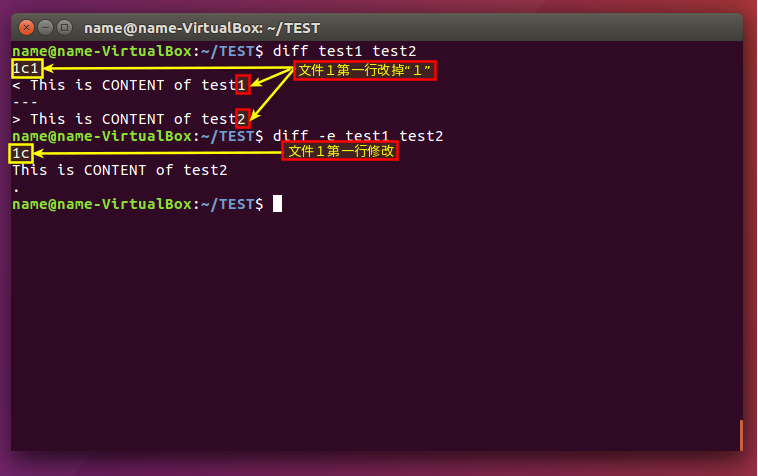 name@name-VirtualBox: ~/TEST
name@name-VirtualBox:~/TEST$ diff test1 test2
1c1
文件１第一行改掉“１”
< This is CONTENT of test1
---
> This is CONTENT of test2
name@name-VirtualBox:~/TEST$ diff -e test1 test2
1c
文件１第一行修改
This is CONTENT of test2
.
name@name-VirtualBox:~/TEST$